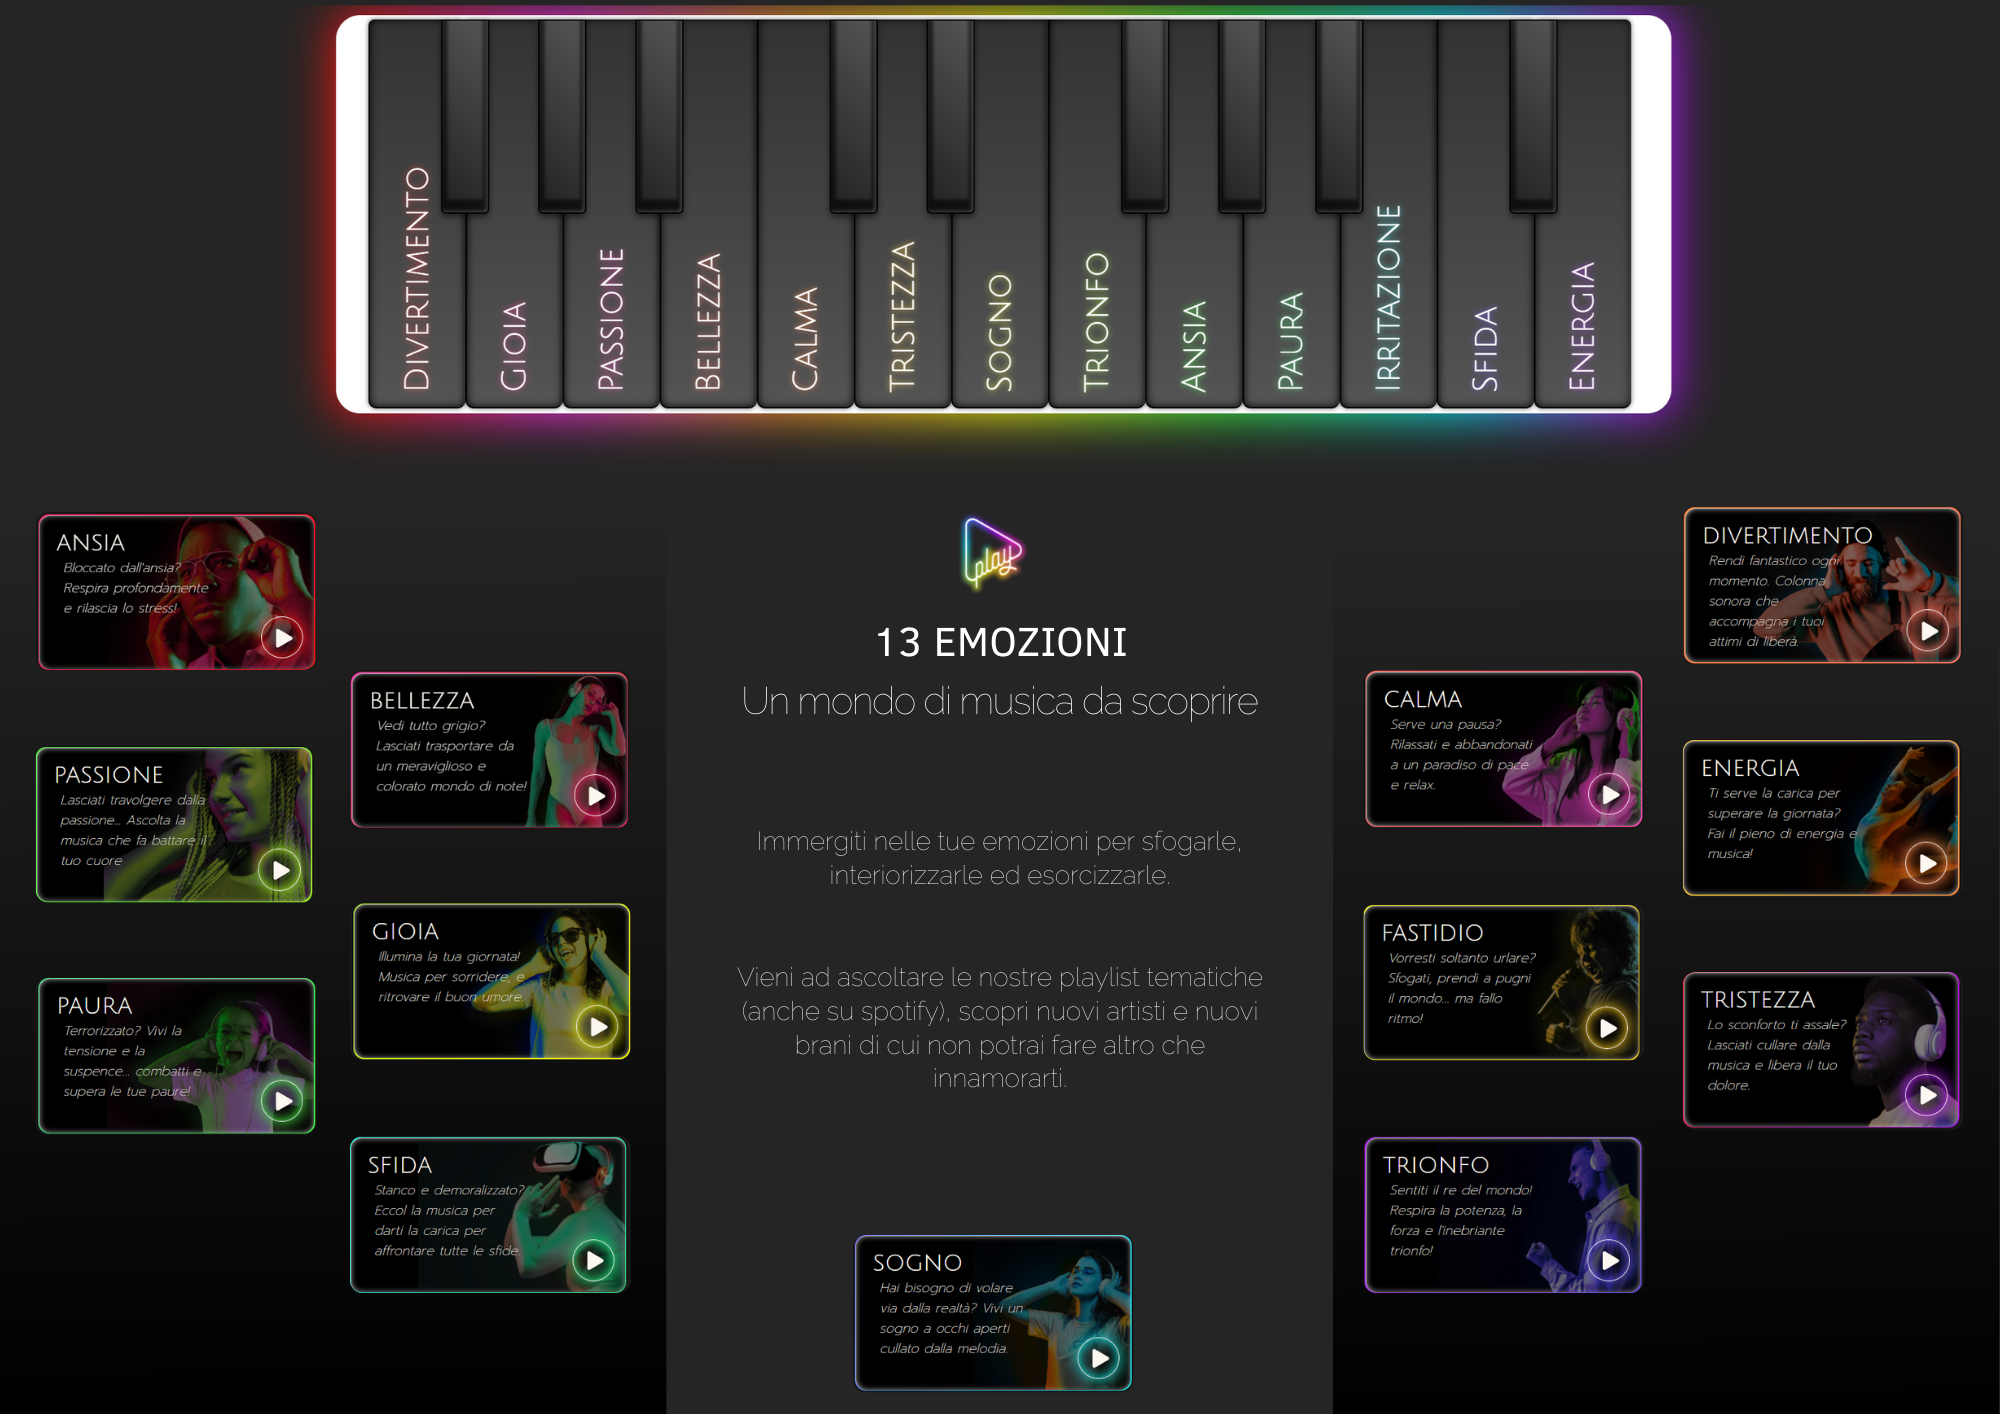 DIVERTIMENTO
GIOIA
PASSIONE
BELLEZZA
CALMA
TRISTEZZA
SOGNO
TRIONFO
ANSIA
PAURA
IRRITAZIONE
SFIDA
ENERGIA
ANSIA
Bloccato dall'ansia?
Respira profondamente
e rilascia lo stress!
BELLEZZA
Vedi tutto grigio?
Lasciati trasportare da
un meraviglioso e
colorato mondo di note!
PASSIONE
Lasciati travolgere dalla
passione... Ascolta la
musica che fa battare il
tuo cuore
GIOIA
Illumina la tua giornata!
Musica per sorridere, e
ritrovare il buon umore.
PAURA
Terrorizzato? Vivi la
tensione e la
suspence... combatti e
supera le tue paure!
SFIDA
Stanco e demoralizzato?
Eccol la musica per
darti la carica per
affrontare tutte le sfide.
play
13 EMOZIONI
Un mondo di musica da scoprire
Immergiti nelle tue emozioni per sfogarle,
interiorizzarle ed esorcizzarle.
Vieni ad ascoltare le nostre playlist tematiche
(anche su spotify), scopri nuovi artisti e nuovi
brani di cui non potrai fare altro che
innamorarti.
SOGNO
Hai bisogno di volare
via dalla realtà? Vivi un
sogno a occhi aperti
cullato dalla melodia.
DIVERTIMENTO
Rendi fantastico ogni
momento. Colonna
sonora che
accompagna i tuoi
attimi di liberà.
CALMA
Serve una pausa?
Rilassati e abbandonati
a un paradiso di pace
e relax.
ENERGIA
Ti serve la carica per
superare la giornata?
Fai il pieno di energia e
musica!
FASTIDIO
Vorresti soltanto urlare?
Sfogati, prendi a pugni
il mondo... ma fallo
ritmo!
TRISTEZZA
Lo sconforto ti assale?
Lasciati cullare dalla
musica e libera il tuo
dolore.
TRIONFO
Sentiti il re del mondo!
Respira la potenza, la
forza e l'inebriante
trionfo!